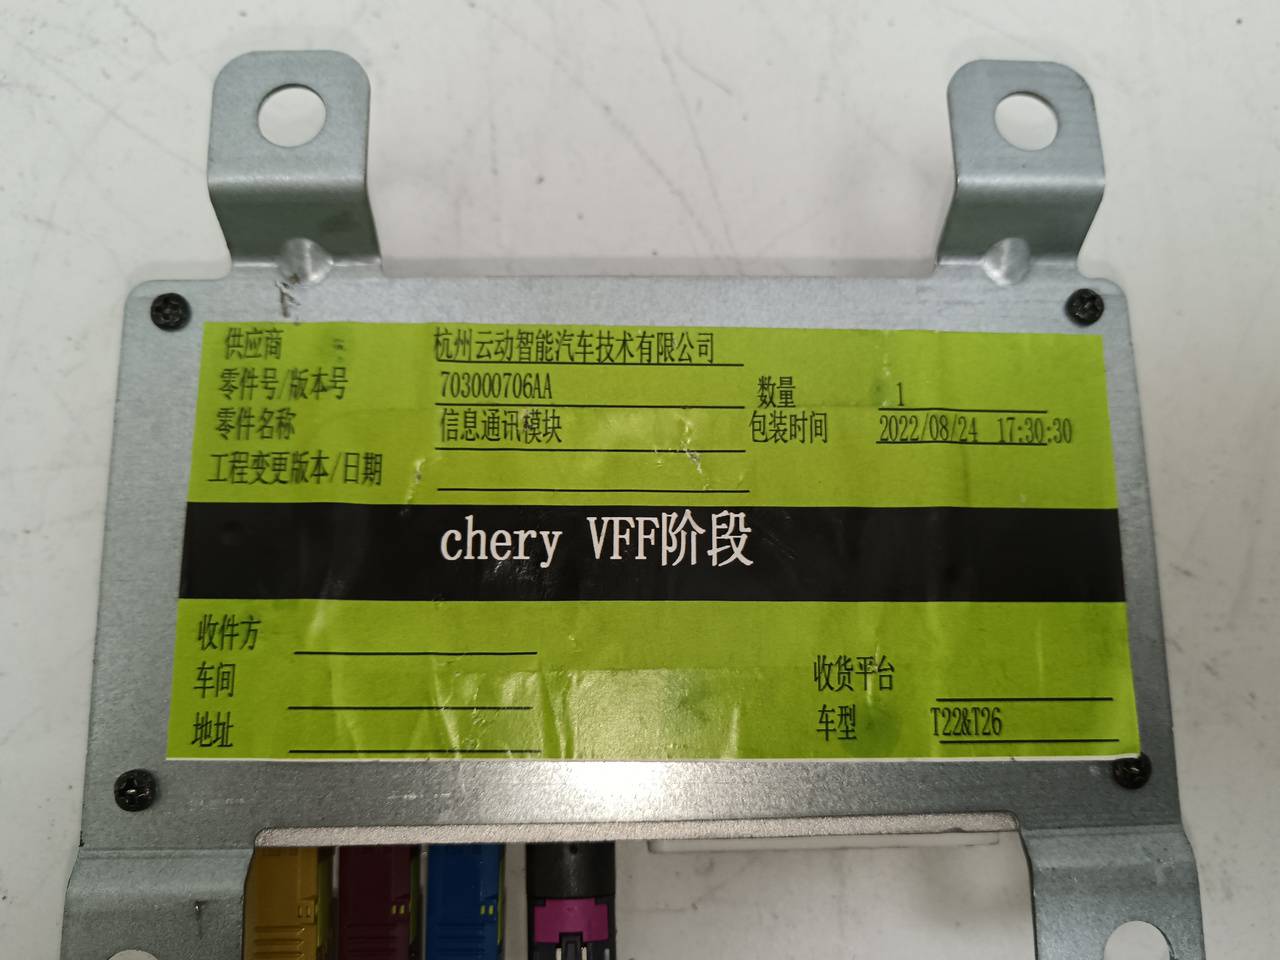 供应商 杭州云动智能汽车技术有限公司
零件号/版本号 703000706AA 数量 1
零件名称 信息通讯模块 包装时间 2022/08/24 17:30:30
工程变更版本/日期
chery VFF阶段
收件方
车间 收货平台
地址 车型 T22&T26